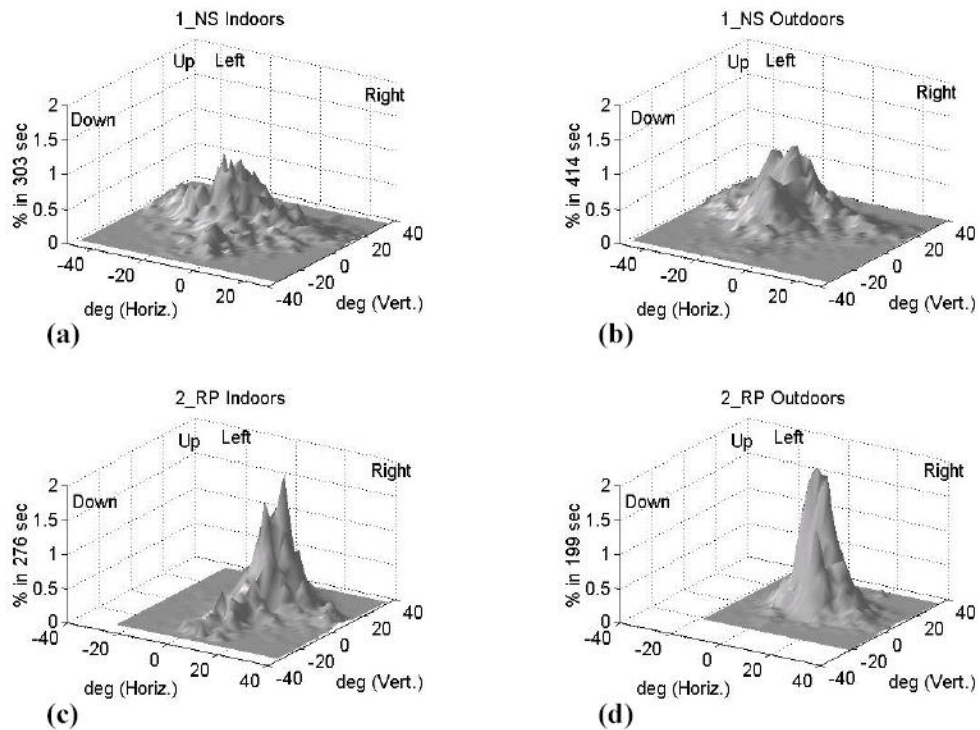 1_NS Indoors
Up Left
Right
Down
% in 303 sec
2
1.5
1
0.5
0
-40
-20
0
20
deg (Horiz.)
-40
-20
0
20
40
deg (Vert.)
(a)
1_NS Outdoors
Up Left
Right
Down
% in 414 sec
2
1.5
1
0.5
0
-40
-20
0
20
deg (Horiz.)
-40
-20
0
20
40
deg (Vert.)
(b)
2_RP Indoors
Up Left
Right
Down
% in 276 sec
2
1.5
1
0.5
0
-40
-20
0
20
40
deg (Horiz.)
-40
-20
0
20
40
deg (Vert.)
(c)
2_RP Outdoors
Up Left
Right
Down
% in 199 sec
2
1.5
1
0.5
0
-40
-20
0
20
40
deg (Horiz.)
-40
-20
0
20
40
deg (Vert.)
(d)